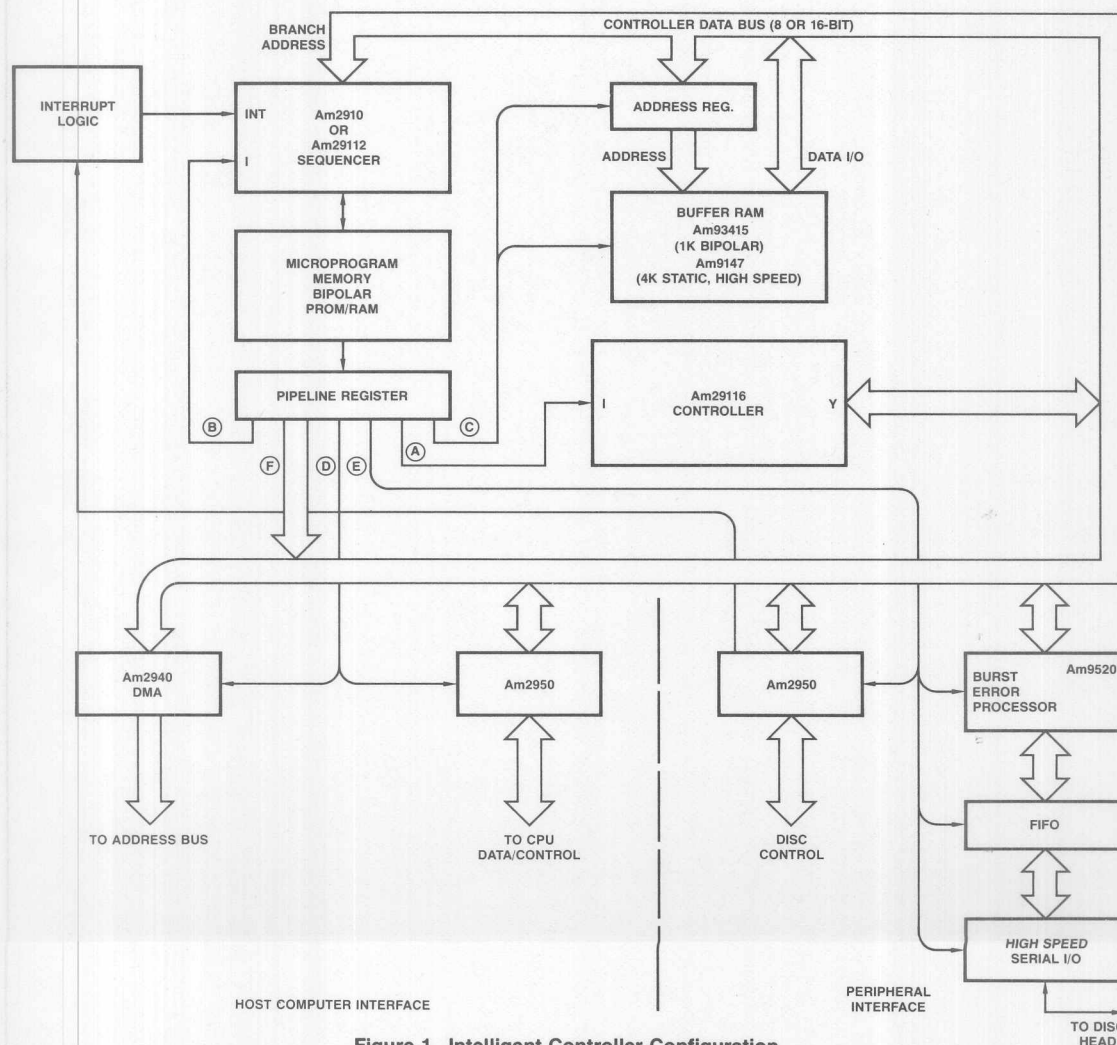 CONTROLLER DATA BUS (8 OR 16-BIT)
BRANCH
ADDRESS
INTERRUPT
LOGIC
INT
I
Am2910
OR
Am29112
SEQUENCER
ADDRESS REG.
ADDRESS
DATA I/O
BUFFER RAM
Am93415
(1K BIPOLAR)
Am9147
(4K STATIC, HIGH SPEED)
MICROPROGRAM
MEMORY
BIPOLAR
PROM/RAM
PIPELINE REGISTER
I
Am29116
CONTROLLER
Y
B
C
A
F
D
E
Am2940
DMA
Am2950
Am2950
Am9520
BURST
ERROR
PROCESSOR
FIFO
TO ADDRESS BUS
TO CPU
DATA/CONTROL
DISC
CONTROL
HIGH SPEED
SERIAL I/O
HOST COMPUTER INTERFACE
PERIPHERAL
INTERFACE
TO DISC
HEAD
Figure 1. Intelligent Controller Configuration